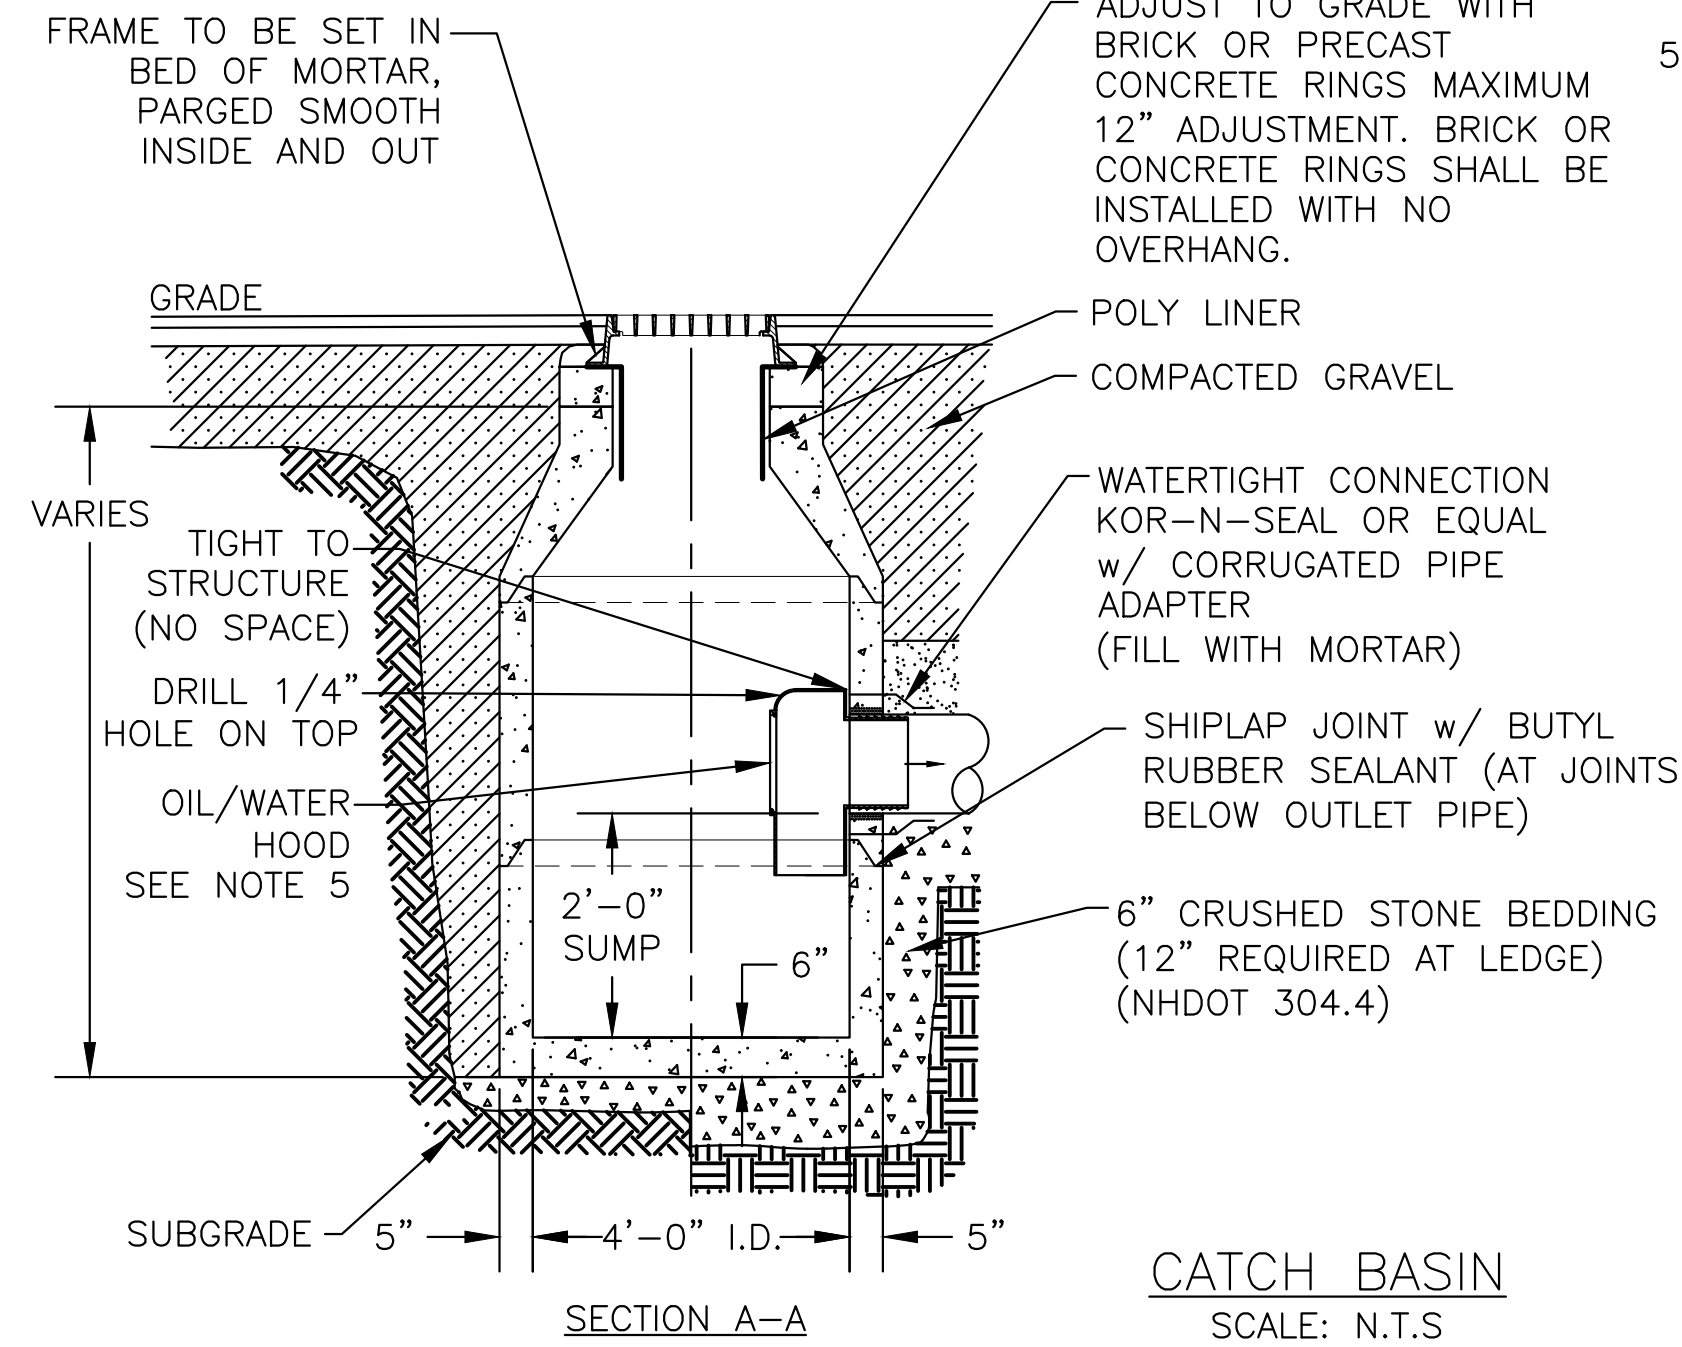 FRAME TO BE SET IN
BED OF MORTAR,
PARGED SMOOTH
INSIDE AND OUT
ADJUST TO GRADE WITH
BRICK OR PRECAST
CONCRETE RINGS MAXIMUM
12" ADJUSTMENT. BRICK OR
CONCRETE RINGS SHALL BE
INSTALLED WITH NO
OVERHANG.
5
GRADE
POLY LINER
COMPACTED GRAVEL
VARIES
TIGHT TO
STRUCTURE
(NO SPACE)
WATERTIGHT CONNECTION
KOR-N-SEAL OR EQUAL
w/ CORRUGATED PIPE
ADAPTER
(FILL WITH MORTAR)
DRILL 1/4"
HOLE ON TOP
SHIPLAP JOINT w/ BUTYL
RUBBER SEALANT (AT JOINTS
BELOW OUTLET PIPE)
OIL/WATER
HOOD
SEE NOTE 5
2'-0"
SUMP
6"
6" CRUSHED STONE BEDDING
(12" REQUIRED AT LEDGE)
(NHDOT 304.4)
SUBGRADE
5"
4'-0" I.D.
5"
SECTION A-A
CATCH BASIN
SCALE: N.T.S